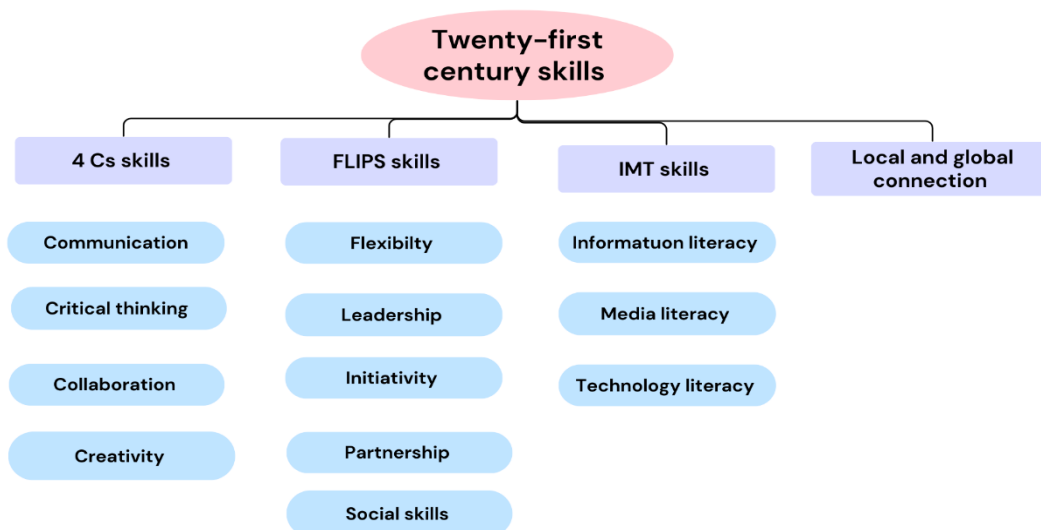 Twenty-first
century skills
4 Cs skills
FLIPS skills
IMT skills
Local and global
connection
Communication
Critical thinking
Collaboration
Creativity
Flexibilty
Leadership
Initiativity
Partnership
Social skills
Informatuon literacy
Media literacy
Technology literacy